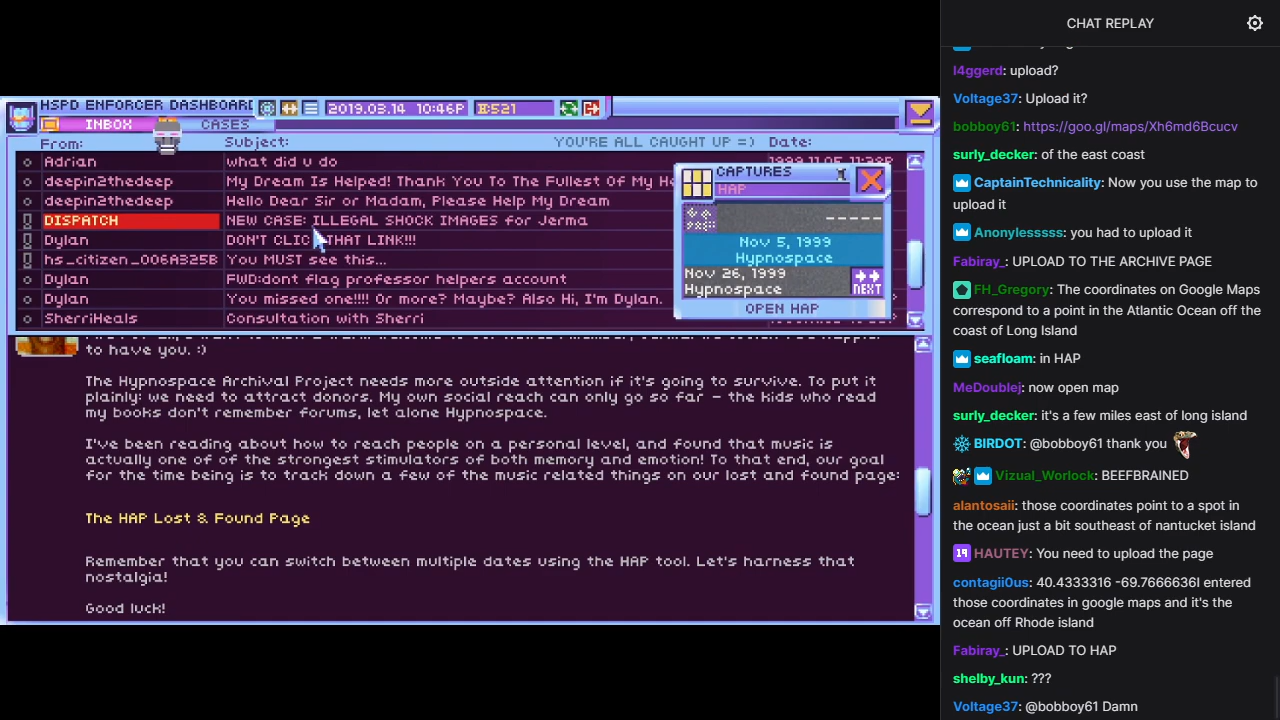 HSPD ENFORCER DASHBOARD
2019.03.14 10:46P
521
INBOX
CASES
From:
Subject:
YOU'RE ALL CAUGHT UP =)
Date:
Adrian what did u do 1999.11.05 11:38P
deepin2thedeep My Dream Is Helped! Thank You To The Fullest Of My He
deepin2thedeep Hello Dear Sir or Madam, Please Help My Dream
DISPATCH NEW CASE: ILLEGAL SHOCK IMAGES for Jerma
Dylan DON'T CLIC THAT LINK!!!
hs_citizen_006A325B You MUST see this...
Dylan FWD:dont flag professor helpers account
Dylan You missed one!!!! Or more? Maybe? Also Hi, I'm Dylan.
SherriHeals Consultation with Sherri
CAPTURES
HAP
-----
Nov 5, 1999
Hypnospace
Nov 26, 1999
Hypnospace
NEXT
OPEN HAP
to have you. :)
The Hypnospace Archival Project needs more outside attention if it's going to survive. To put it
plainly: we need to attract donors. My own social reach can only go so far - the kids who read
my books don't remember forums, let alone Hypnospace.
I've been reading about how to reach people on a personal level, and found that music is
actually one of of the strongest stimulators of both memory and emotion! To that end, our goal
for the time being is to track down a few of the music related things on our lost and found page:
The HAP Lost & Found Page
Remember that you can switch between multiple dates using the HAP tool. Let's harness that
nostalgia!
Good luck!
CHAT REPLAY
l4ggerd: upload?
Voltage37: Upload it?
bobboy61: https://goo.gl/maps/Xh6md6Bcucv
surly_decker: of the east coast
CaptainTechnicality: Now you use the map to
upload it
Anonylesssss: you had to upload it
Fabiray_: UPLOAD TO THE ARCHIVE PAGE
FH_Gregory: The coordinates on Google Maps
correspond to a point in the Atlantic Ocean off the
coast of Long Island
seafloam: in HAP
MeDoublej: now open map
surly_decker: it's a few miles east of long island
BIRDOT: @bobboy61 thank you
Vizual_Worlock: BEEFBRAINED
alantosaii: those coordinates point to a spot in
the ocean just a bit southeast of nantucket island
19 HAUTEY: You need to upload the page
contagii0us: 40.4333316 -69.7666636I entered
those coordinates in google maps and it's the
ocean off Rhode island
Fabiray_: UPLOAD TO HAP
shelby_kun: ???
Voltage37: @bobboy61 Damn